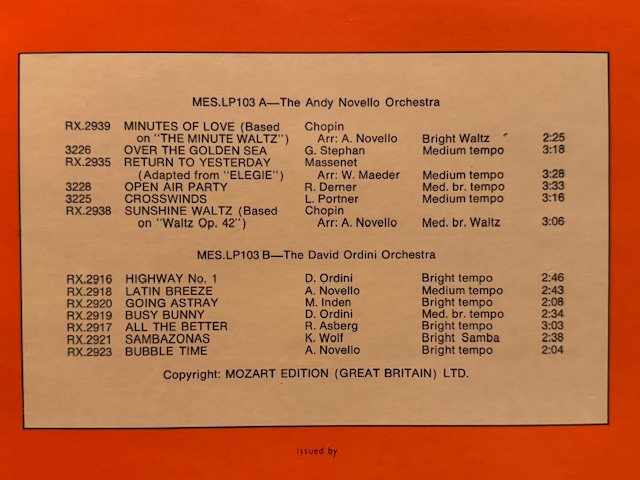 MES.LP103 A—The Andy Novello Orchestra
RX.2939 MINUTES OF LOVE (Based Chopin
on "THE MINUTE WALTZ") Arr: A. Novello Bright Waltz 2:25
3226 OVER THE GOLDEN SEA G. Stephan Medium tempo 3:18
RX.2935 RETURN TO YESTERDAY Massenet
(Adapted from "ELEGIE") Arr: W. Maeder Medium tempo 3:28
3228 OPEN AIR PARTY R. Derner Med. br. tempo 3:33
3225 CROSSWINDS L. Portner Medium tempo 3:16
RX.2938 SUNSHINE WALTZ (Based Chopin
on "Waltz Op. 42") Arr: A. Novello Med. br. Waltz 3:06
MES.LP103 B—The David Ordini Orchestra
RX.2916 HIGHWAY No. 1 D. Ordini Bright tempo 2:46
RX.2918 LATIN BREEZE A. Novello Medium tempo 2:43
RX.2920 GOING ASTRAY M. Inden Bright tempo 2:08
RX.2919 BUSY BUNNY D. Ordini Med. br. tempo 2:34
RX.2917 ALL THE BETTER R. Asberg Bright tempo 3:03
RX.2921 SAMBAZONAS K. Wolf Bright Samba 2:38
RX.2923 BUBBLE TIME A. Novello Bright tempo 2:04
Copyright: MOZART EDITION (GREAT BRITAIN) LTD.
issued by